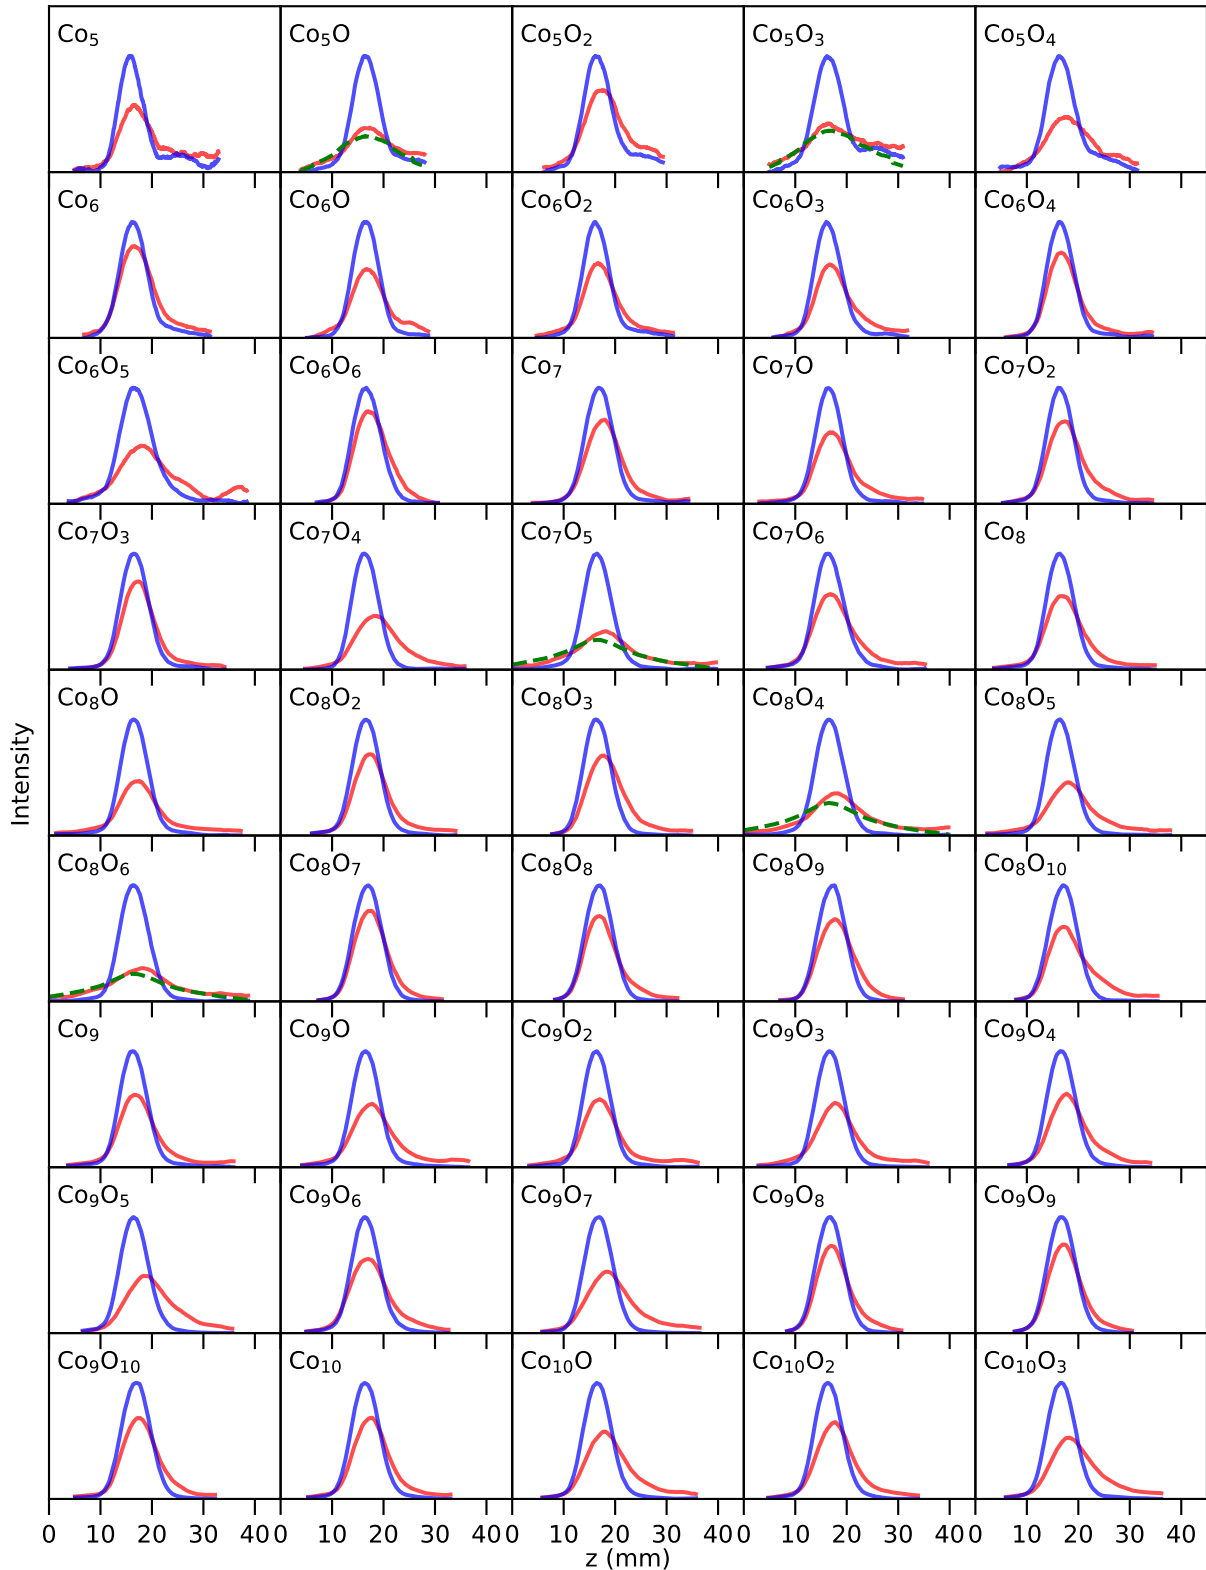 Co₅ Co₅O Co₅O₂ Co₅O₃ Co₅O₄
Co₆ Co₆O Co₆O₂ Co₆O₃ Co₆O₄
Co₆O₅ Co₆O₆ Co₇ Co₇O Co₇O₂
Co₇O₃ Co₇O₄ Co₇O₅ Co₇O₆ Co₈
Co₈O Co₈O₂ Co₈O₃ Co₈O₄ Co₈O₅
Intensity
Co₈O₆ Co₈O₇ Co₈O₈ Co₈O₉ Co₈O₁₀
Co₉ Co₉O Co₉O₂ Co₉O₃ Co₉O₄
Co₉O₅ Co₉O₆ Co₉O₇ Co₉O₈ Co₉O₉
Co₉O₁₀ Co₁₀ Co₁₀O Co₁₀O₂ Co₁₀O₃
0 10 20 30 40 0 10 20 30 40 0 10 20 30 40 0 10 20 30 40 0 10 20 30 40
z (mm)